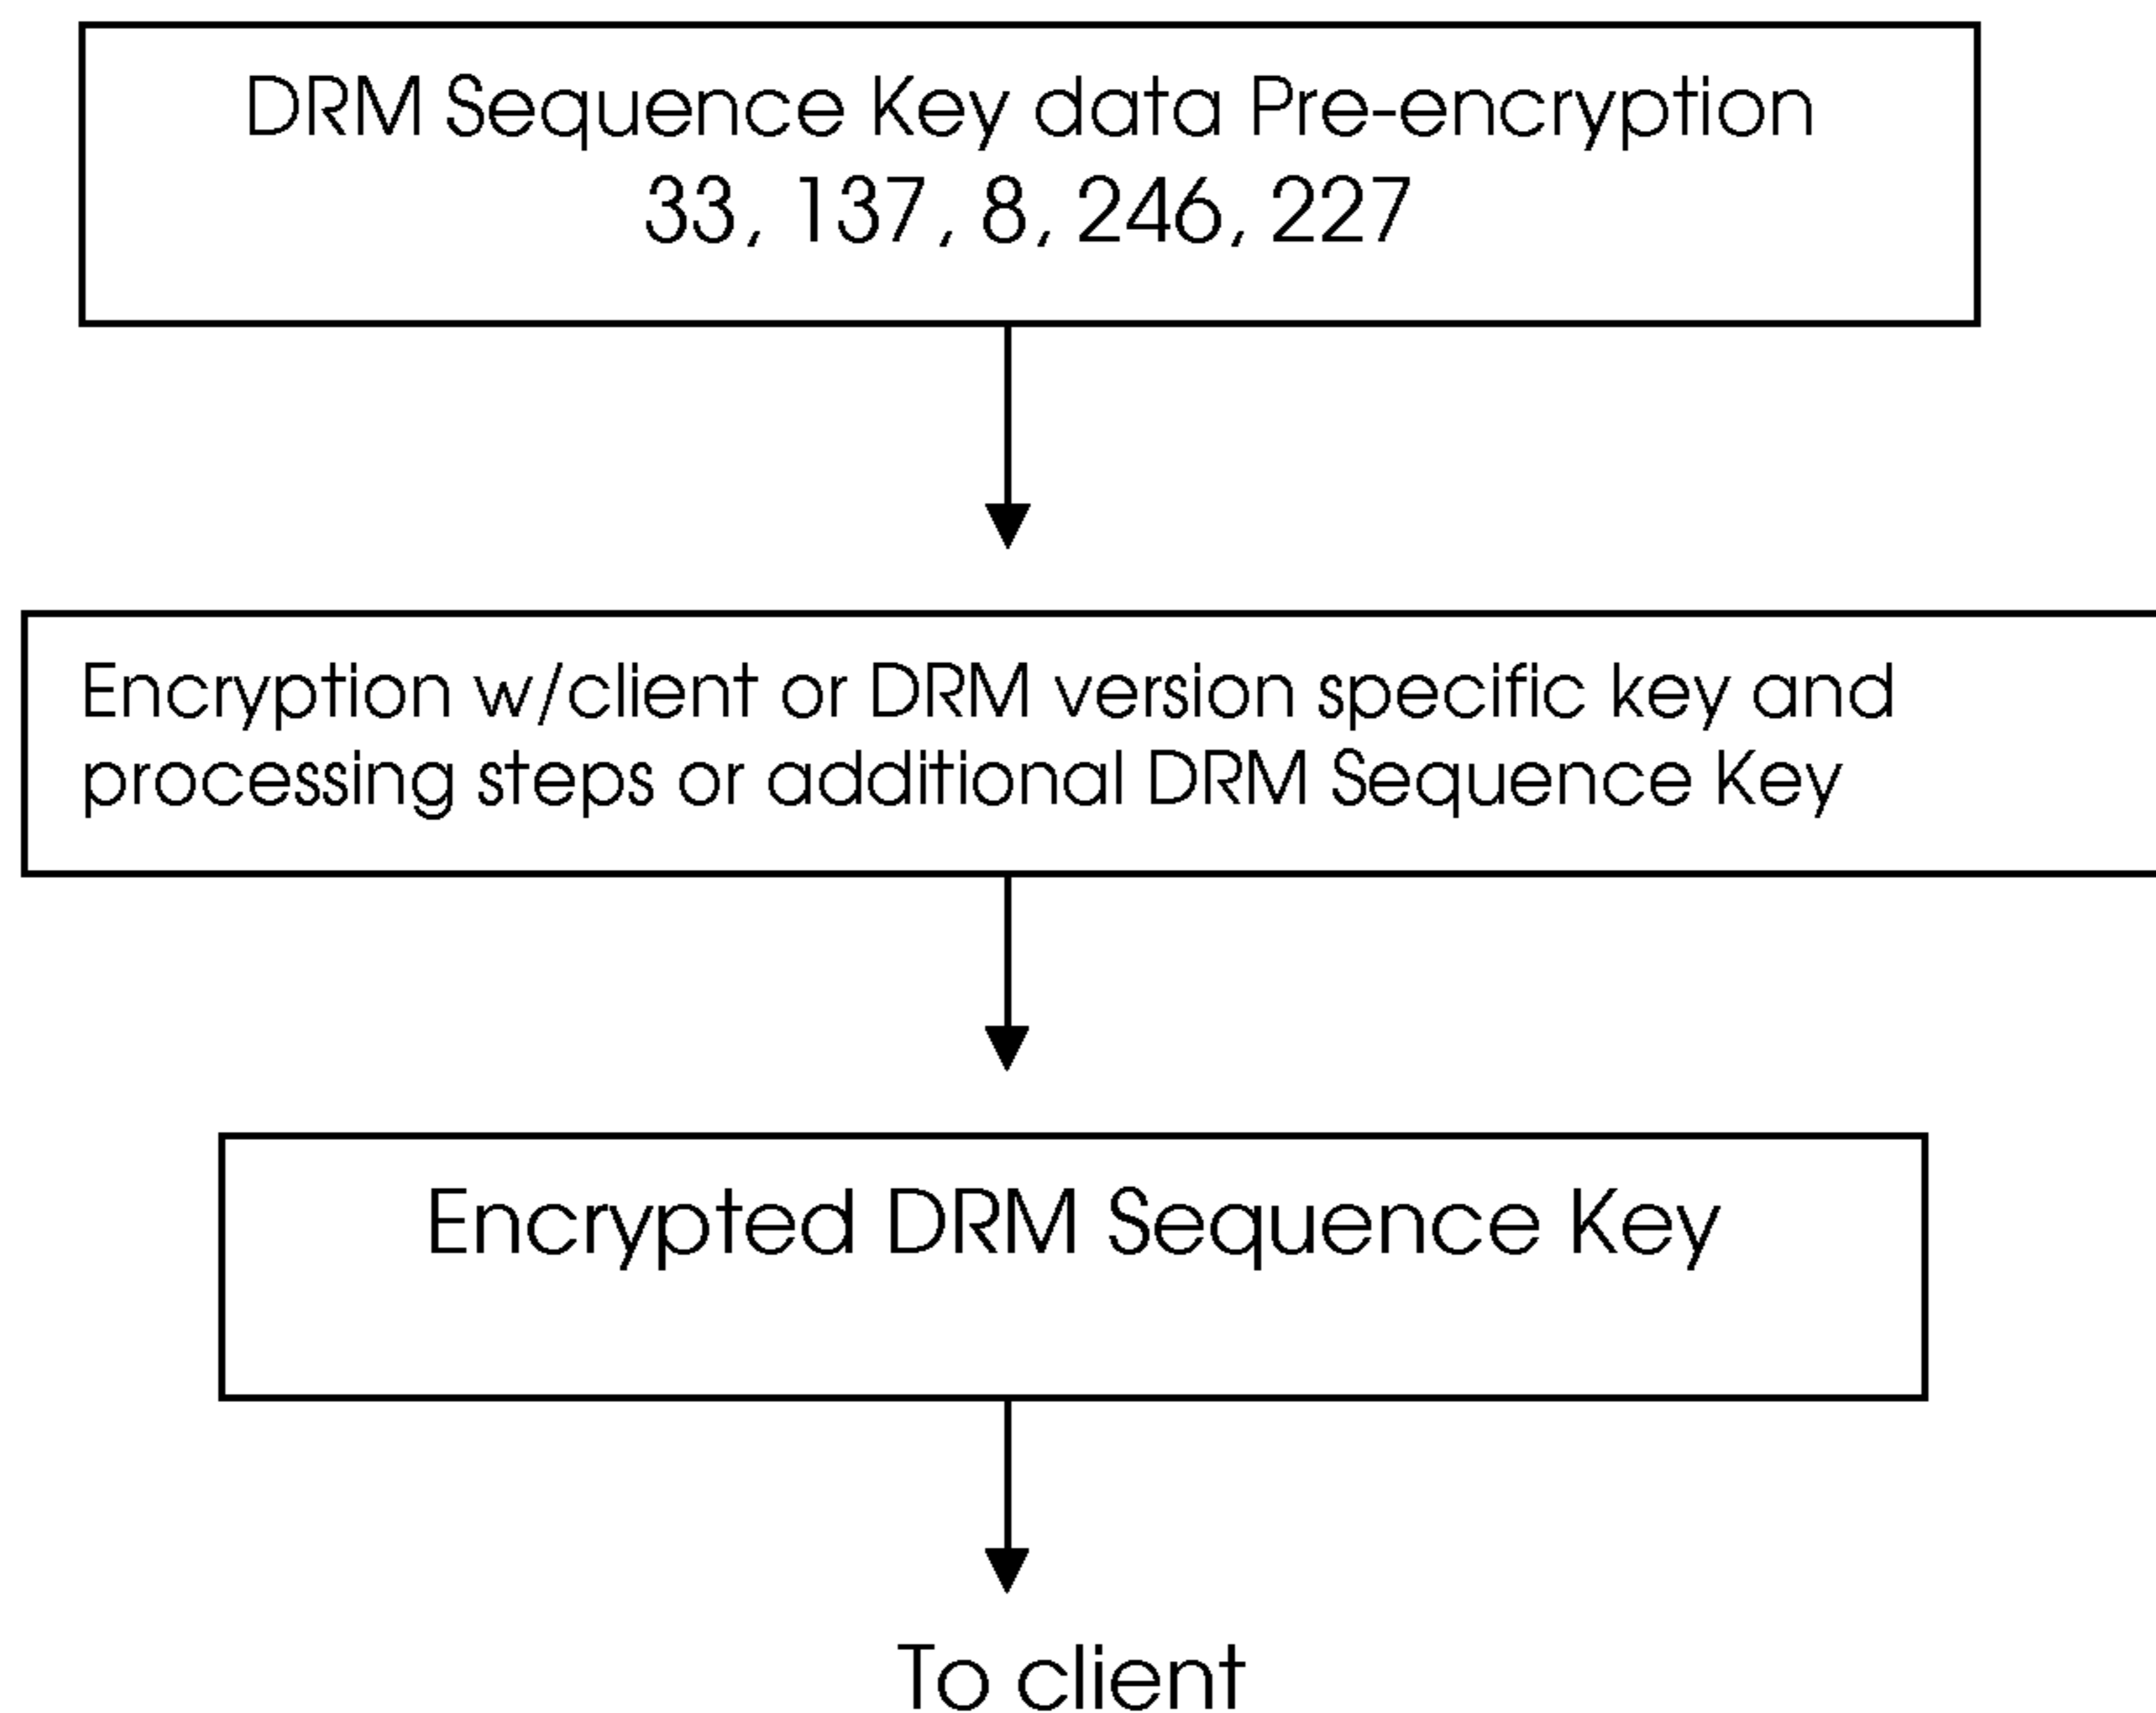 DRM Sequence Key data Pre-encryption
33, 137, 8, 246, 227
Encryption w/client or DRM version specific key and
processing steps or additional DRM Sequence Key
Encrypted DRM Sequence Key
To client